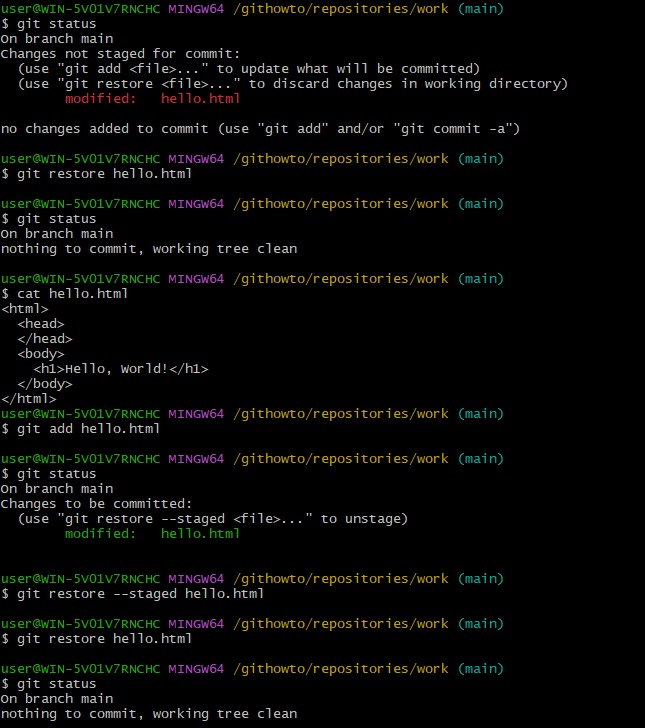 user@WIN-5V01V7RNCHC MINGW64 /githowto/repositories/work (main)
$ git status
On branch main
Changes not staged for commit:
  (use "git add <file>..." to update what will be committed)
  (use "git restore <file>..." to discard changes in working directory)
        modified:   hello.html

no changes added to commit (use "git add" and/or "git commit -a")

user@WIN-5V01V7RNCHC MINGW64 /githowto/repositories/work (main)
$ git restore hello.html

user@WIN-5V01V7RNCHC MINGW64 /githowto/repositories/work (main)
$ git status
On branch main
nothing to commit, working tree clean

user@WIN-5V01V7RNCHC MINGW64 /githowto/repositories/work (main)
$ cat hello.html
<html>
  <head>
  </head>
  <body>
    <h1>Hello, World!</h1>
  </body>
</html>
user@WIN-5V01V7RNCHC MINGW64 /githowto/repositories/work (main)
$ git add hello.html

user@WIN-5V01V7RNCHC MINGW64 /githowto/repositories/work (main)
$ git status
On branch main
Changes to be committed:
  (use "git restore --staged <file>..." to unstage)
        modified:   hello.html


user@WIN-5V01V7RNCHC MINGW64 /githowto/repositories/work (main)
$ git restore --staged hello.html

user@WIN-5V01V7RNCHC MINGW64 /githowto/repositories/work (main)
$ git restore hello.html

user@WIN-5V01V7RNCHC MINGW64 /githowto/repositories/work (main)
$ git status
On branch main
nothing to commit, working tree clean